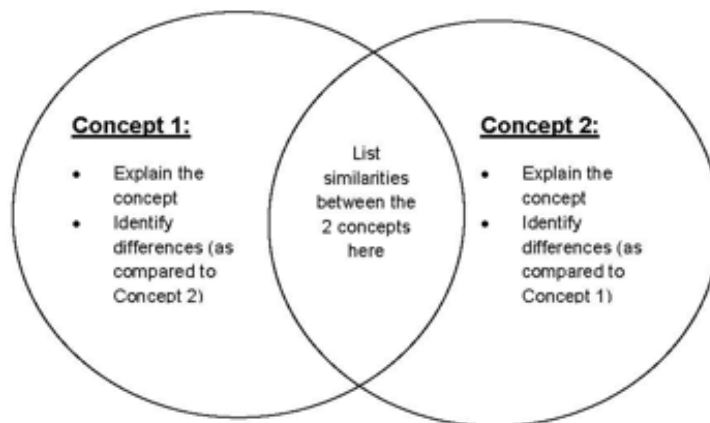 Concept 1:
• Explain the
concept
• Identify
differences (as
compared to
Concept 2)
List
similarities
between the
2 concepts
here
Concept 2:
• Explain the
concept
• Identify
differences (as
compared to
Concept 1)